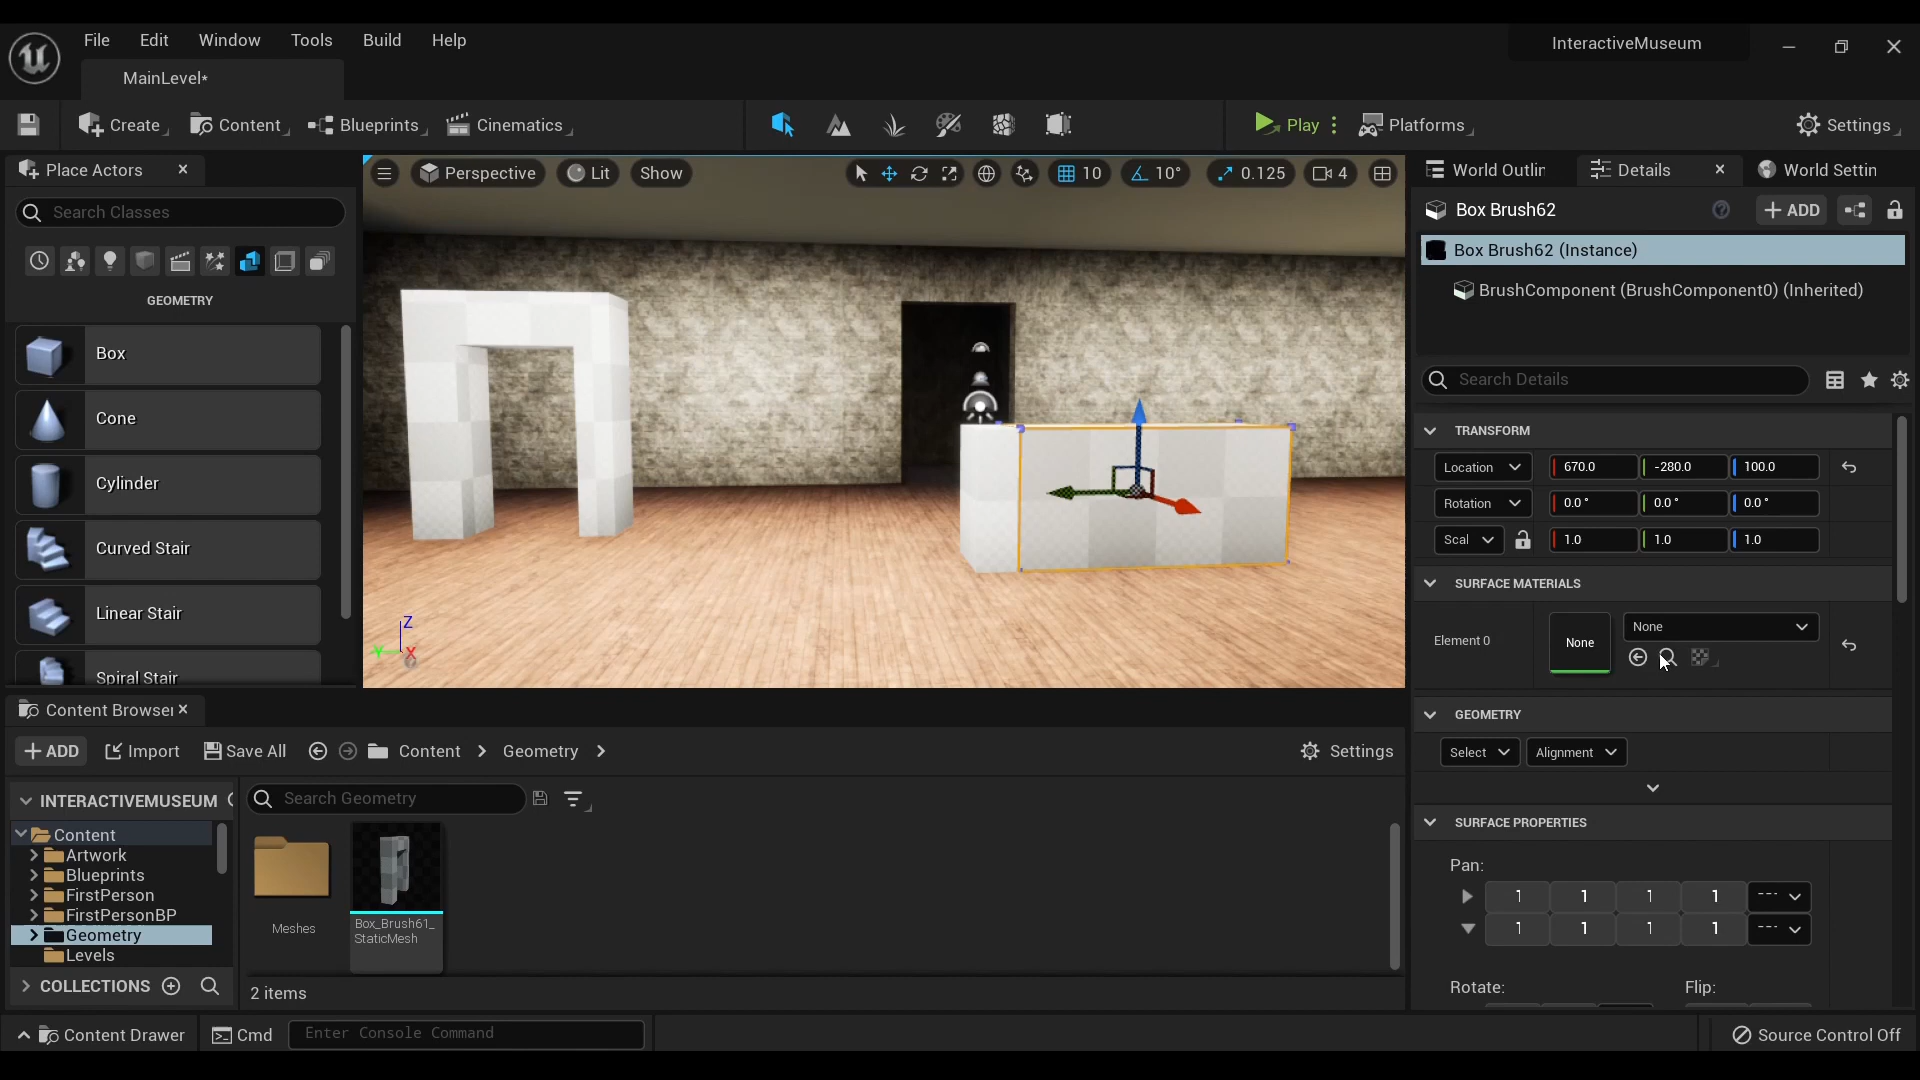 File Edit Window Tools Build Help
InteractiveMuseum
MainLevel*
Create Content Blueprints Cinematics
Play Platforms Settings
Place Actors
Search Classes
GEOMETRY
Box
Cone
Cylinder
Curved Stair
Linear Stair
Spiral Stair
Perspective Lit Show
10 10° 0.125 4
Z
Y X
World Outlin Details World Settin
Box Brush62
ADD
Box Brush62 (Instance)
BrushComponent (BrushComponent0) (Inherited)
Search Details
TRANSFORM
Location 670.0 -280.0 100.0
Rotation 0.0 ° 0.0 ° 0.0 °
Scal 1.0 1.0 1.0
SURFACE MATERIALS
Element 0 None None
GEOMETRY
Select Alignment
SURFACE PROPERTIES
Pan:
1 1 1 1 ---
1 1 1 1 ---
Rotate: Flip:
Content Browser
ADD Import Save All Content Geometry Settings
INTERACTIVEMUSEUM
Search Geometry
Content
Artwork
Blueprints
FirstPerson
FirstPersonBP
Geometry
Levels
COLLECTIONS
Meshes
Box_Brush61_
StaticMesh
2 items
Content Drawer Cmd Enter Console Command Source Control Off